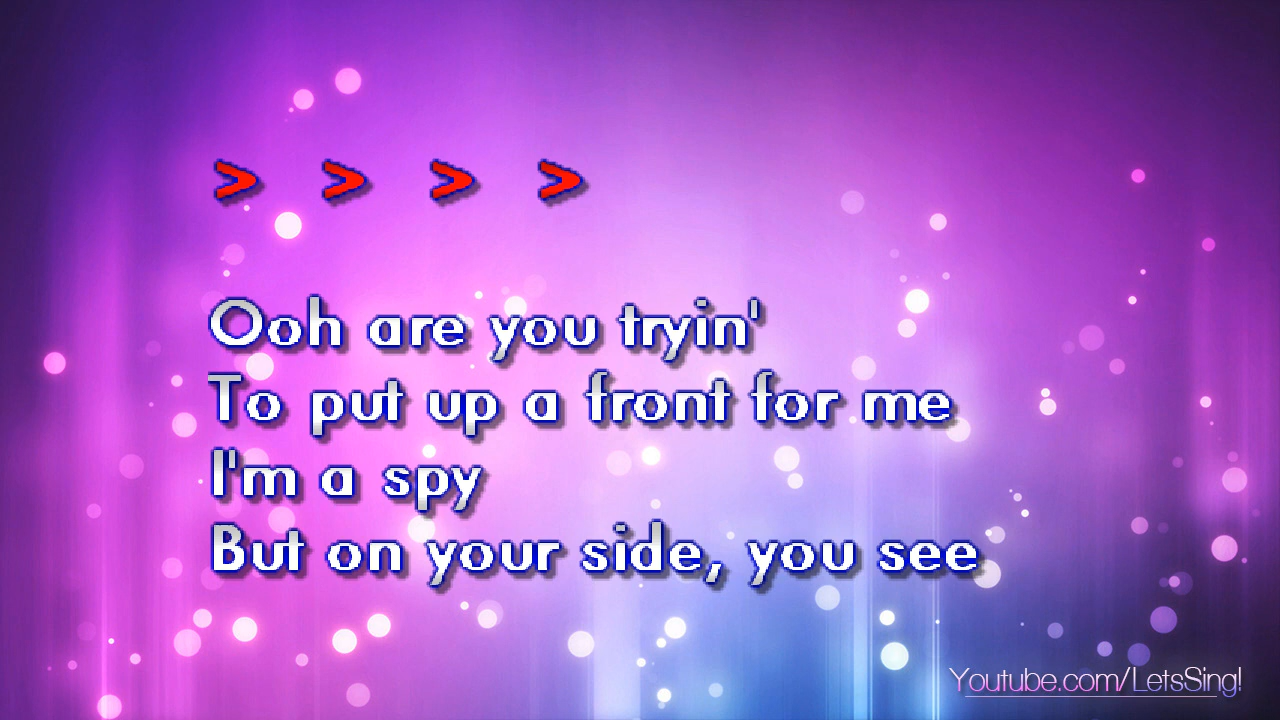 > > > >
Ooh are you tryin'
To put up a front for me
I'm a spy
But on your side, you see
Youtube.com/LetsSing!